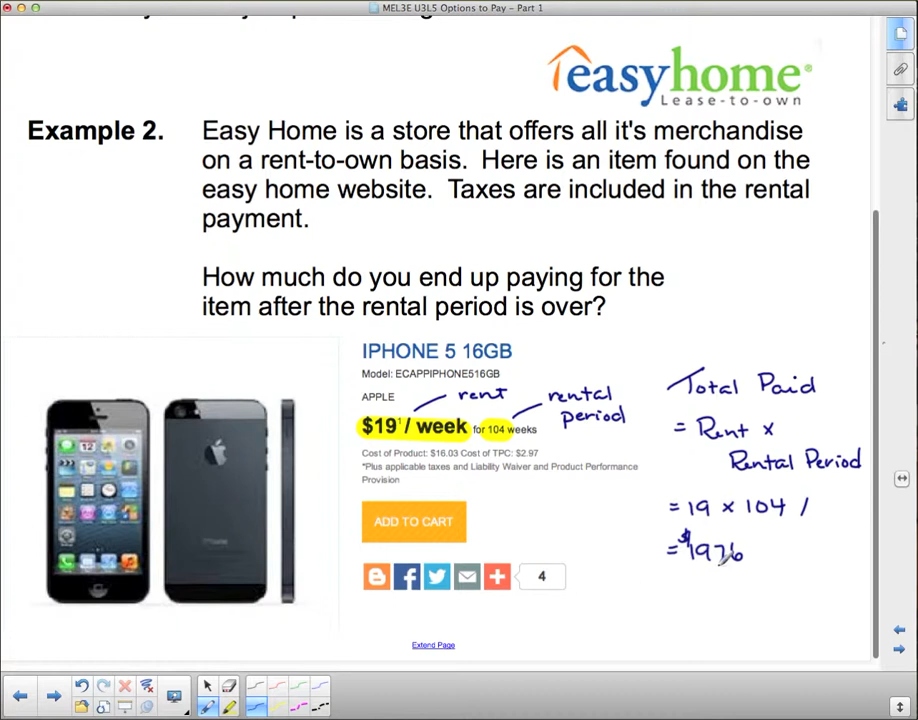 MEL3E U3L5 Options to Pay - Part 1
easyhome®
Lease-to-own
Example 2.
Easy Home is a store that offers all it's merchandise
on a rent-to-own basis. Here is an item found on the
easy home website. Taxes are included in the rental
payment.
How much do you end up paying for the
item after the rental period is over?
IPHONE 5 16GB
Model: ECAPPIPHONE516GB
APPLE
rent
rental
period
$19¹ / week for 104 weeks
Cost of Product: $16.03 Cost of TPC: $2.97
*Plus applicable taxes and Liability Waiver and Product Performance
Provision
ADD TO CART
4
Total Paid
= Rent x
Rental Period
= 19 x 104 /
= $1976
Extend Page